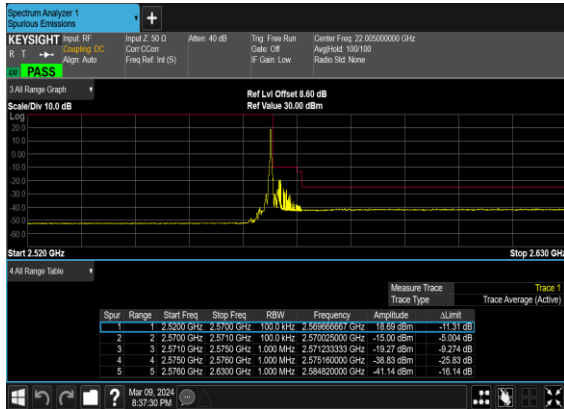 Spectrum Analyzer 1
Spurious Emissions
KEYSIGHT Input: RF Input Z: 50 Ω Atten: 40 dB Trig: Free Run Center Freq: 22.005000000 GHz
R T Coupling: DC Corr CCorr Gate: Off Avg|Hold: 100/100
Align: Auto Freq Ref: Int (S) IF Gain: Low Radio Std: None
LV PASS
3 All Range Graph
Ref Lvl Offset 8.60 dB
Scale/Div 10.0 dB Ref Value 30.00 dBm
Log
20.0
10.0
0.00
-10.0
-20.0
-30.0
-40.0
-50.0
-60.0
Start 2.520 GHz Stop 2.630 GHz
4 All Range Table
Measure Trace Trace 1
Trace Type Trace Average (Active)
Spur Range Start Freq Stop Freq RBW Frequency Amplitude ΔLimit
1 1 2.5200 GHz 2.5700 GHz 100.0 kHz 2.569666667 GHz 18.69 dBm -11.31 dB
2 2 2.5700 GHz 2.5710 GHz 100.0 kHz 2.570025000 GHz -15.00 dBm -5.004 dB
3 3 2.5710 GHz 2.5750 GHz 1.000 MHz 2.571233333 GHz -19.27 dBm -9.274 dB
4 4 2.5750 GHz 2.5760 GHz 1.000 MHz 2.575160000 GHz -38.83 dBm -25.83 dB
5 5 2.5760 GHz 2.6300 GHz 1.000 MHz 2.584820000 GHz -41.14 dBm -16.14 dB
Mar 09, 2024
8:37:30 PM